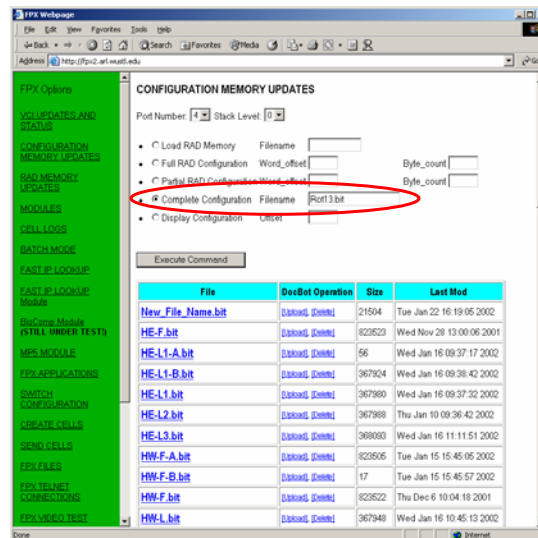 FPX Webpage
File Edit View Favorites Tools Help
Back Search Favorites Media
Address http://fpx2.arl.wustl.edu
FPX Options
VCI UPDATES AND
STATUS
CONFIGURATION
MEMORY UPDATES
RAD MEMORY
UPDATES
MODULES
CELL LOGS
BATCH MODE
FAST IP LOOKUP
FAST IP LOOKUP
Module
(STILL UNDER TEST!)
MP5 MODULE
FPX APPLICATIONS
SWITCH
CONFIGURATION
CREATE CELLS
SEND CELLS
FPX FILES
FPX TELNET
CONNECTIONS
FPX VIDEO TEST
CONFIGURATION MEMORY UPDATES
Port Number: 4 Stack Level: 0
Load RAD Memory Filename
Full RAD Configuration Word_offset Byte_count
Partial RAD Configuration Word_offset Byte_count
Complete Configuration Filename Rot13.bit
Display Configuration Offset
Execute Command
File DocBot Operation Size Last Mod
New_File_Name.bit [Upload], [Delete] 21504 Tue Jan 22 16:19:05 2002
HE-F.bit [Upload], [Delete] 823523 Wed Nov 28 13:00:06 2001
HE-L1-A.bit [Upload], [Delete] 56 Wed Jan 16 09:37:17 2002
HE-L1-B.bit [Upload], [Delete] 367924 Wed Jan 16 09:38:42 2002
HE-L1.bit [Upload], [Delete] 367980 Wed Jan 16 09:37:32 2002
HE-L2.bit [Upload], [Delete] 367988 Thu Jan 10 09:36:42 2002
HE-L3.bit [Upload], [Delete] 368093 Wed Jan 16 11:11:51 2002
HW-F-A.bit [Upload], [Delete] 823505 Tue Jan 15 15:45:05 2002
HW-F-B.bit [Upload], [Delete] 17 Tue Jan 15 15:45:57 2002
HW-F.bit [Upload], [Delete] 823522 Thu Dec 6 10:04:18 2001
HW-L.bit [Upload], [Delete] 367948 Wed Jan 16 10:45:13 2002
Done Internet